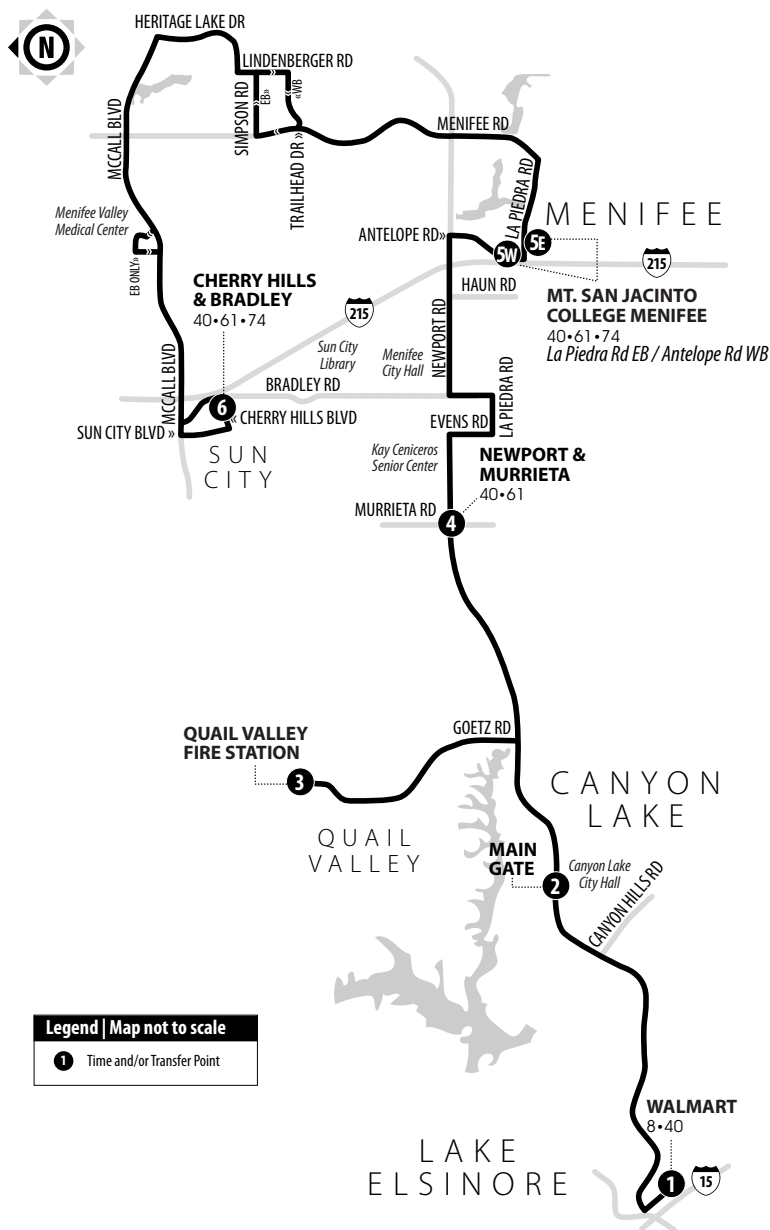 HERITAGE LAKE DR
N
LINDENBERGER RD
MCCALL BLVD
SIMPSON RD
EB»
«WB
TRAILHEAD DR »
MENIFEE RD
LA PIEDRA RD
MENIFEE
Menifee Valley
Medical Center
EB ONLY»
ANTELOPE RD»
5W
5E
215
HAUN RD
CHERRY HILLS
& BRADLEY
40•61•74
215
MT. SAN JACINTO
COLLEGE MENIFEE
40•61•74
La Piedra Rd EB / Antelope Rd WB
Sun City
Library
Menifee
City Hall
NEWPORT RD
LA PIEDRA RD
MCCALL BLVD
BRADLEY RD
6
« CHERRY HILLS BLVD
SUN CITY BLVD »
EVENS RD
SUN
CITY
Kay Ceniceros
Senior Center
NEWPORT &
MURRIETA
40•61
MURRIETA RD
4
GOETZ RD
QUAIL VALLEY
FIRE STATION
3
QUAIL
VALLEY
CANYON
LAKE
MAIN
GATE
2
Canyon Lake
City Hall
CANYON HILLS RD
Legend | Map not to scale
1 Time and/or Transfer Point
WALMART
8•40
LAKE
ELSINORE
1
15